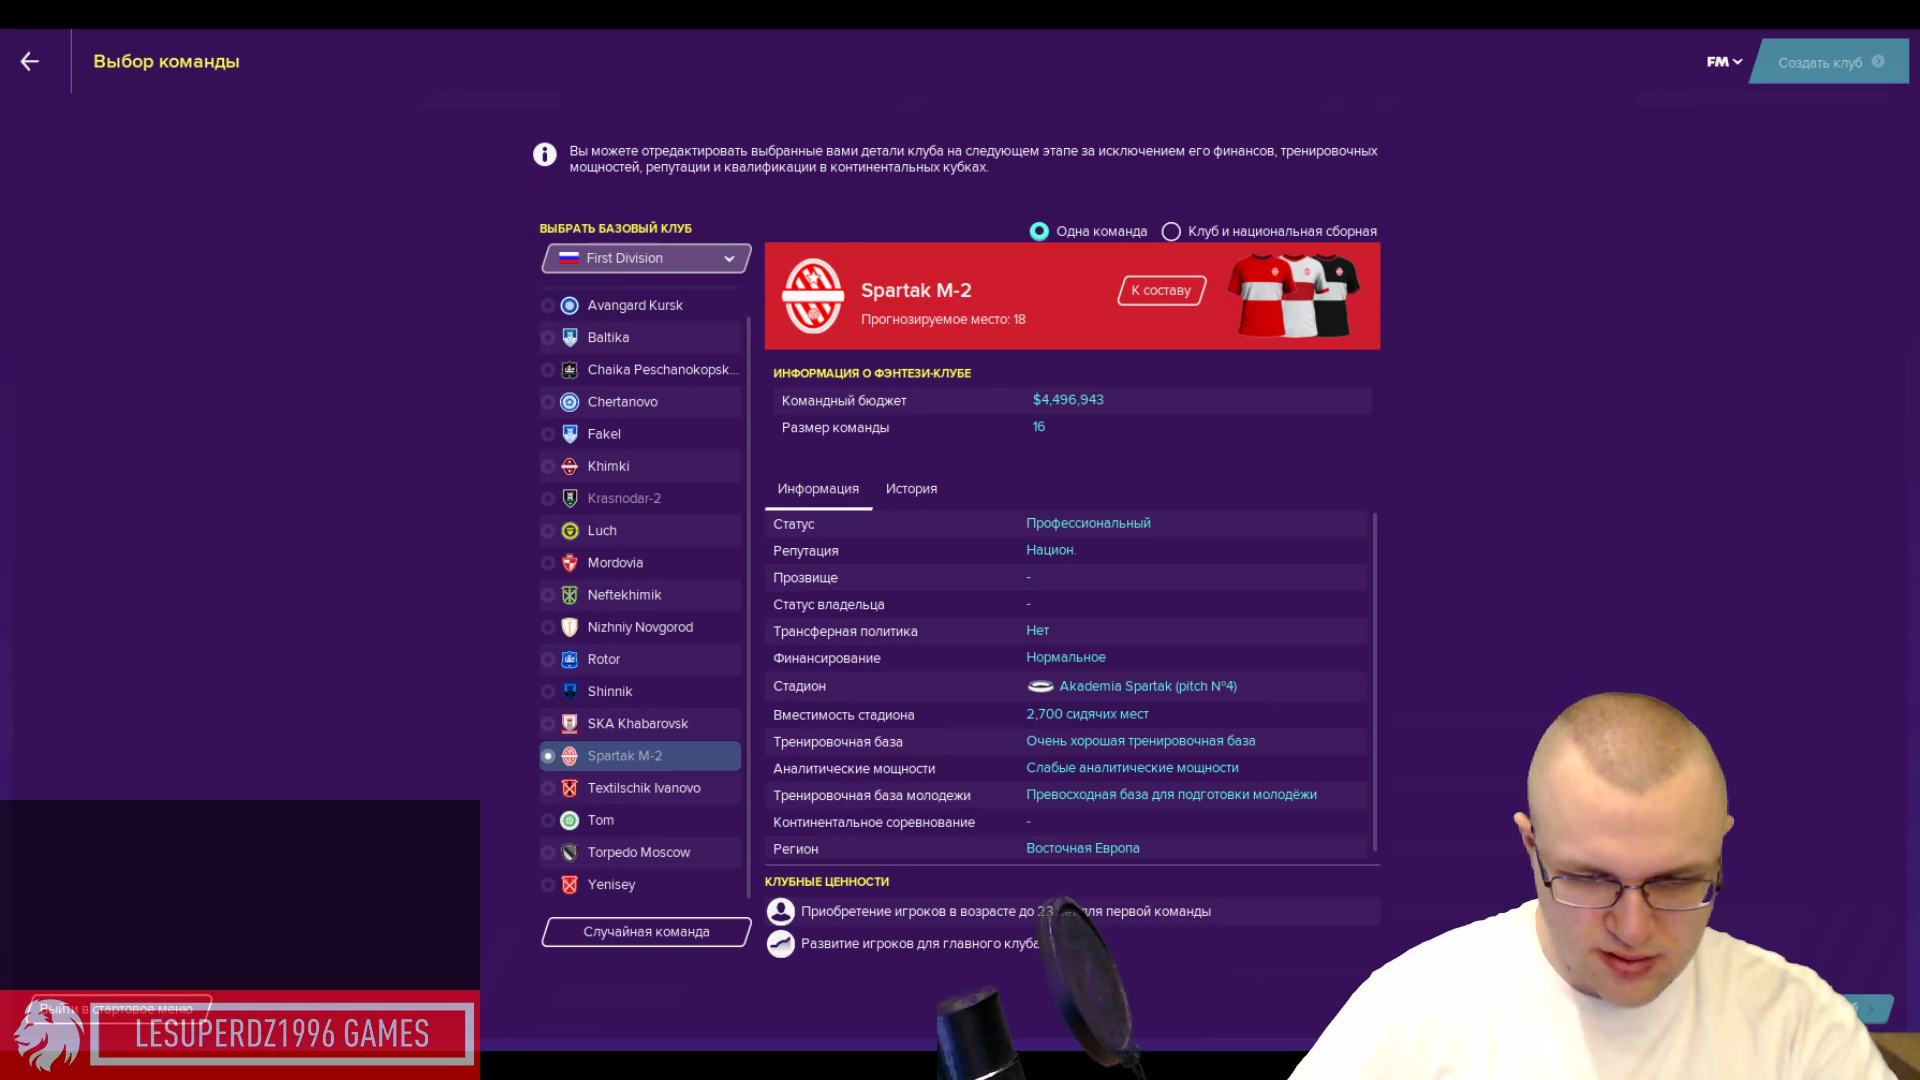 Выбор команды
FM
Создать клуб
Вы можете отредактировать выбранные вами детали клуба на следующем этапе за исключением его финансов, тренировочных
мощностей, репутации и квалификации в континентальных кубках.
ВЫБРАТЬ БАЗОВЫЙ КЛУБ
Одна команда
Клуб и национальная сборная
First Division
Avangard Kursk
Baltika
Chaika Peschanokopsk...
Chertanovo
Fakel
Khimki
Krasnodar-2
Luch
Mordovia
Neftekhimik
Nizhniy Novgorod
Rotor
Shinnik
SKA Khabarovsk
Spartak M-2
Textilschik Ivanovo
Tom
Torpedo Moscow
Yenisey
Случайная команда
Spartak M-2
Прогнозируемое место: 18
К составу
ИНФОРМАЦИЯ О ФЭНТЕЗИ-КЛУБЕ
Командный бюджет $4,496,943
Размер команды 16
Информация История
Статус Профессиональный
Репутация Национ.
Прозвище -
Статус владельца -
Трансферная политика Нет
Финансирование Нормальное
Стадион Akademia Spartak (pitch №4)
Вместимость стадиона 2,700 сидячих мест
Тренировочная база Очень хорошая тренировочная база
Аналитические мощности Слабые аналитические мощности
Тренировочная база молодежи Превосходная база для подготовки молодёжи
Континентальное соревнование -
Регион Восточная Европа
КЛУБНЫЕ ЦЕННОСТИ
Приобретение игроков в возрасте до 23 лет для первой команды
Развитие игроков для главного клуба
Выйти в стартовое меню
LESUPERDZ1996 GAMES